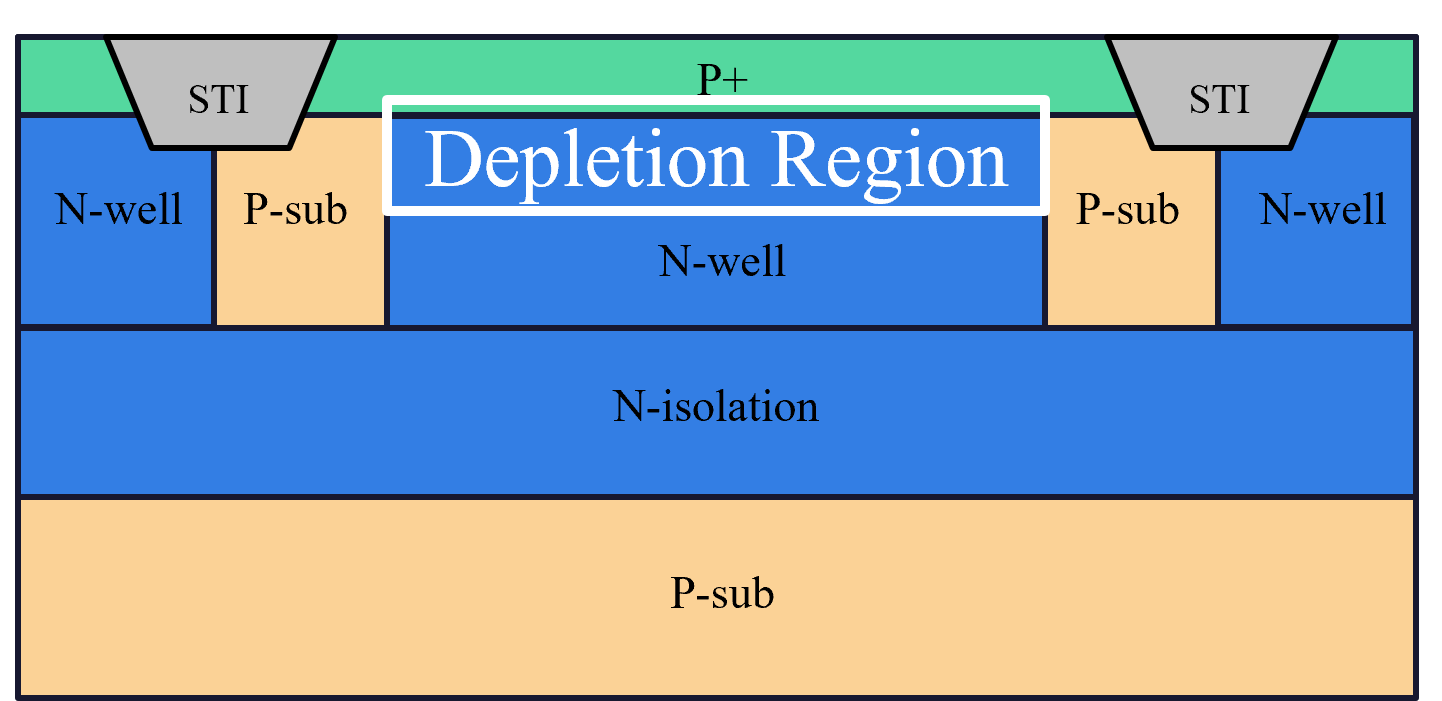 P+
STI
STI
Depletion Region
N-well
P-sub
P-sub
N-well
N-well
N-isolation
P-sub